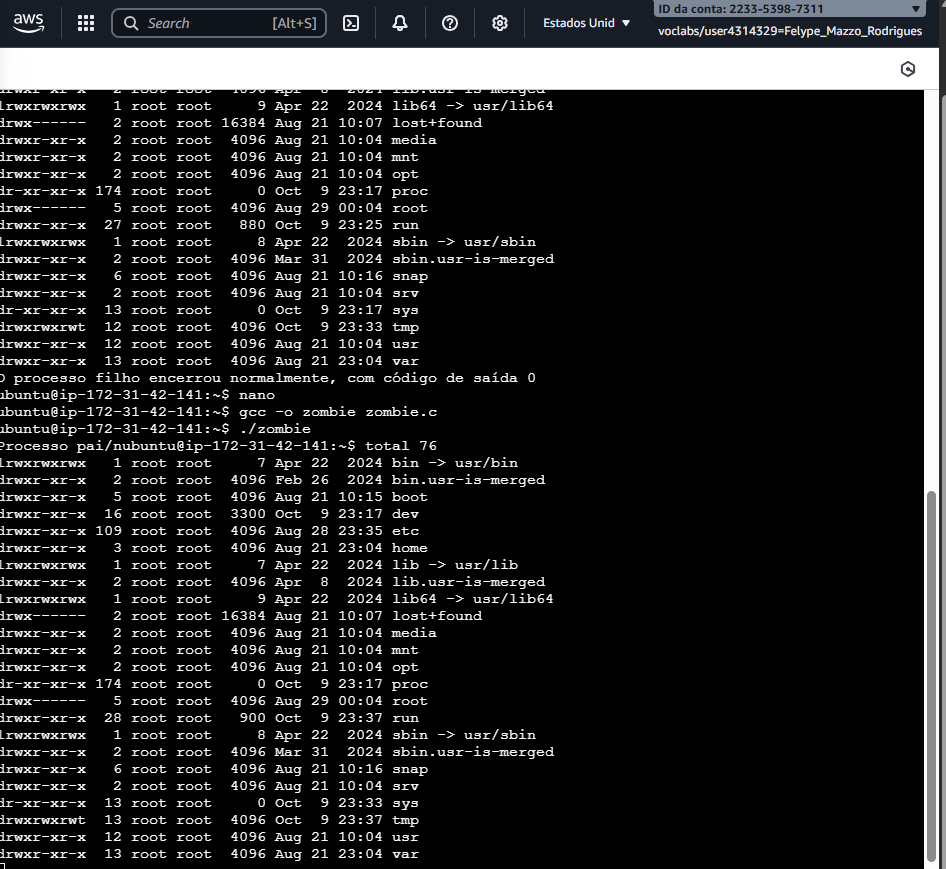 aws
Search [Alt+S]
Estados Unid ▼
ID da conta: 2233-5398-7311 ▼
voclabs/user4314329=Felype_Mazzo_Rodrigues
drwxr-xr-x   2 root root  4096 Apr  8  2024 lib.usr-is-merged
lrwxrwxrwx   1 root root     9 Apr 22  2024 lib64 -> usr/lib64
drwx------   2 root root 16384 Aug 21 10:07 lost+found
drwxr-xr-x   2 root root  4096 Aug 21 10:04 media
drwxr-xr-x   2 root root  4096 Aug 21 10:04 mnt
drwxr-xr-x   2 root root  4096 Aug 21 10:04 opt
dr-xr-xr-x 174 root root     0 Oct  9 23:17 proc
drwx------   5 root root  4096 Aug 29 00:04 root
drwxr-xr-x  27 root root   880 Oct  9 23:25 run
lrwxrwxrwx   1 root root     8 Apr 22  2024 sbin -> usr/sbin
drwxr-xr-x   2 root root  4096 Mar 31  2024 sbin.usr-is-merged
drwxr-xr-x   6 root root  4096 Aug 21 10:16 snap
drwxr-xr-x   2 root root  4096 Aug 21 10:04 srv
dr-xr-xr-x  13 root root     0 Oct  9 23:17 sys
drwxrwxrwt  12 root root  4096 Oct  9 23:33 tmp
drwxr-xr-x  12 root root  4096 Aug 21 10:04 usr
drwxr-xr-x  13 root root  4096 Aug 21 23:04 var
O processo filho encerrou normalmente, com código de saída 0
ubuntu@ip-172-31-42-141:~$ nano
ubuntu@ip-172-31-42-141:~$ gcc -o zombie zombie.c
ubuntu@ip-172-31-42-141:~$ ./zombie
Processo pai/nubuntu@ip-172-31-42-141:~$ total 76
lrwxrwxrwx   1 root root     7 Apr 22  2024 bin -> usr/bin
drwxr-xr-x   2 root root  4096 Feb 26  2024 bin.usr-is-merged
drwxr-xr-x   5 root root  4096 Aug 21 10:15 boot
drwxr-xr-x  16 root root  3300 Oct  9 23:17 dev
drwxr-xr-x 109 root root  4096 Aug 28 23:35 etc
drwxr-xr-x   3 root root  4096 Aug 21 23:04 home
lrwxrwxrwx   1 root root     7 Apr 22  2024 lib -> usr/lib
drwxr-xr-x   2 root root  4096 Apr  8  2024 lib.usr-is-merged
lrwxrwxrwx   1 root root     9 Apr 22  2024 lib64 -> usr/lib64
drwx------   2 root root 16384 Aug 21 10:07 lost+found
drwxr-xr-x   2 root root  4096 Aug 21 10:04 media
drwxr-xr-x   2 root root  4096 Aug 21 10:04 mnt
drwxr-xr-x   2 root root  4096 Aug 21 10:04 opt
dr-xr-xr-x 174 root root     0 Oct  9 23:17 proc
drwx------   5 root root  4096 Aug 29 00:04 root
drwxr-xr-x  28 root root   900 Oct  9 23:37 run
lrwxrwxrwx   1 root root     8 Apr 22  2024 sbin -> usr/sbin
drwxr-xr-x   2 root root  4096 Mar 31  2024 sbin.usr-is-merged
drwxr-xr-x   6 root root  4096 Aug 21 10:16 snap
drwxr-xr-x   2 root root  4096 Aug 21 10:04 srv
dr-xr-xr-x  13 root root     0 Oct  9 23:33 sys
drwxrwxrwt  13 root root  4096 Oct  9 23:37 tmp
drwxr-xr-x  12 root root  4096 Aug 21 10:04 usr
drwxr-xr-x  13 root root  4096 Aug 21 23:04 var